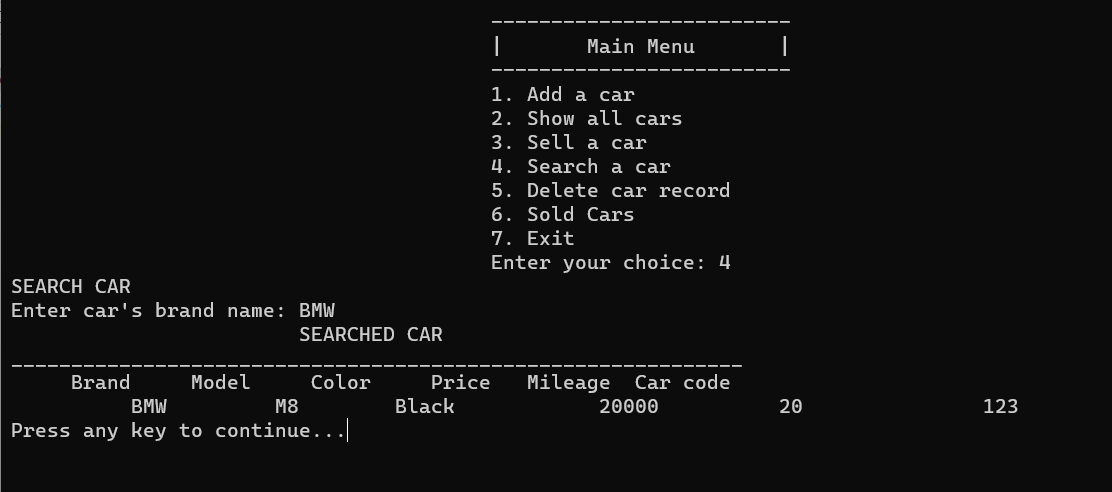 -------------------------
|       Main Menu       |
-------------------------
1. Add a car
2. Show all cars
3. Sell a car
4. Search a car
5. Delete car record
6. Sold Cars
7. Exit
Enter your choice: 4
SEARCH CAR
Enter car's brand name: BMW
SEARCHED CAR
_____________________________________________________________
Brand     Model     Color     Price   Mileage  Car code
BMW         M8        Black            20000          20               123
Press any key to continue...